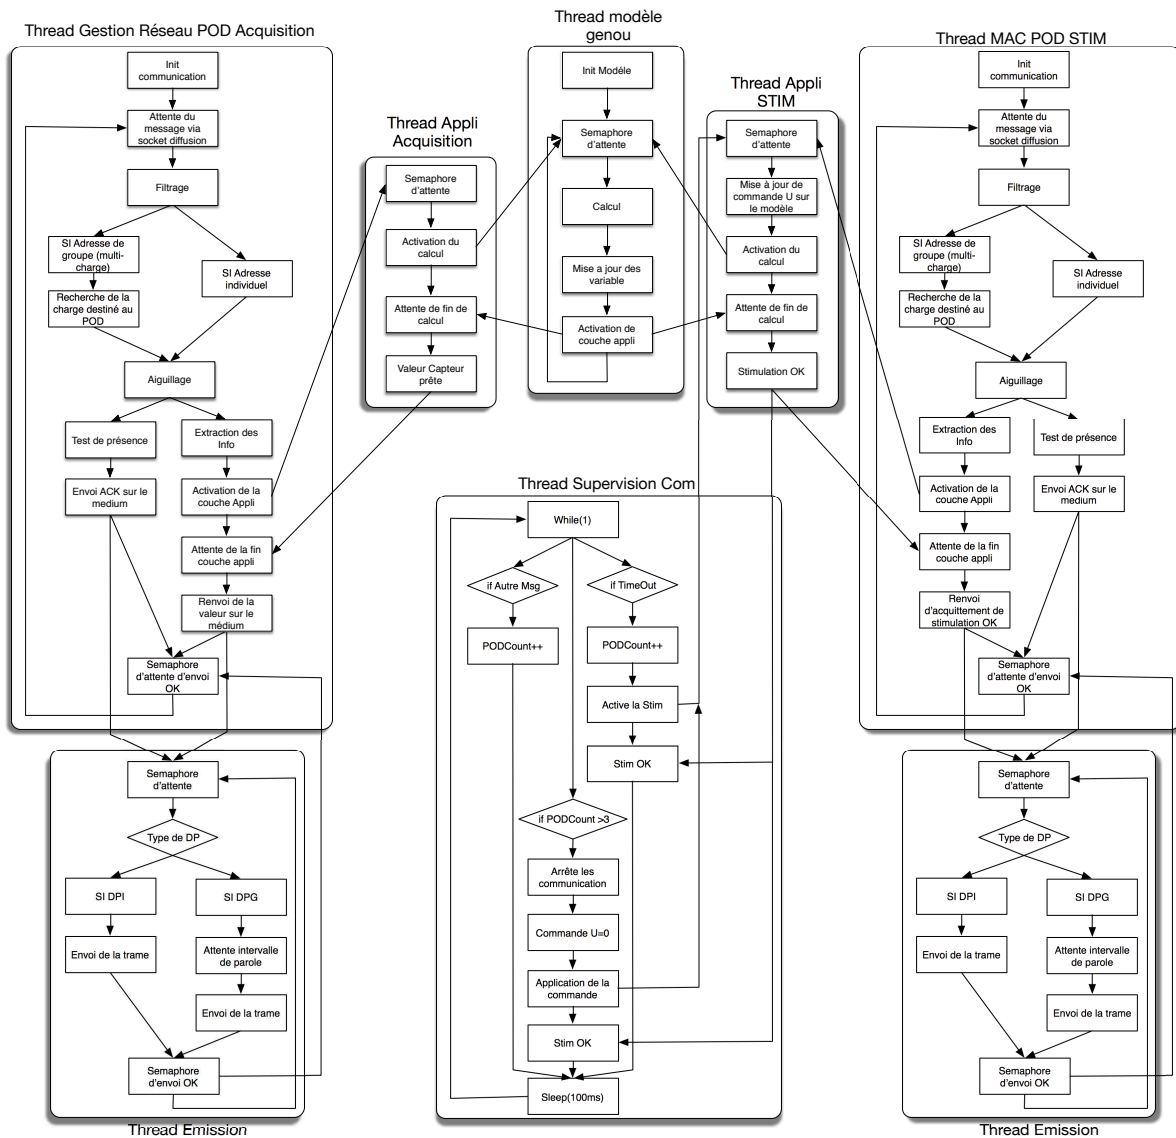 Thread Gestion Réseau POD Acquisition
Init
communication
Attente du
message via
socket diffusion
Filtrage
SI Adresse de
groupe (multi-
charge)
SI Adresse
individuel
Recherche de la
charge destiné au
POD
Aiguillage
Test de présence
Extraction des
Info
Envoi ACK sur le
medium
Activation de la
couche Appli
Attente de la fin
couche appli
Renvoi de la
valeur sur le
médium
Semaphore
d'attente d'envoi
OK
Semaphore
d'attente
Type de DP
SI DPI
SI DPG
Envoi de la trame
Attente intervalle
de parole
Envoi de la trame
Semaphore
d'envoi OK
Thread Emission
Thread Appli
Acquisition
Semaphore
d'attente
Activation du
calcul
Attente de fin de
calcul
Valeur Capteur
prête
Thread modèle
genou
Init Modéle
Semaphore
d'attente
Calcul
Mise a jour des
variable
Activation de
couche appli
Thread Appli
STIM
Semaphore
d'attente
Mise à jour de
commande U sur
le modèle
Activation du
calcul
Attente de fin de
calcul
Stimulation OK
Thread Supervision Com
While(1)
if Autre Msg
if TimeOut
PODCount++
PODCount++
Active la Stim
Stim OK
if PODCount >3
Arrête les
communication
Commande U=0
Application de la
commande
Stim OK
Sleep(100ms)
Thread MAC POD STIM
Init
communication
Attente du
message via
socket diffusion
Filtrage
SI Adresse de
groupe (multi-
charge)
SI Adresse
individuel
Recherche de la
charge destiné au
POD
Aiguillage
Extraction des
Info
Test de présence
Activation de la
couche Appli
Envoi ACK sur le
medium
Attente de la fin
couche appli
Renvoi
d'acquittement de
stimulation OK
Semaphore
d'attente d'envoi
OK
Semaphore
d'attente
Type de DP
SI DPI
SI DPG
Envoi de la trame
Attente intervalle
de parole
Envoi de la trame
Semaphore
d'envoi OK
Thread Emission